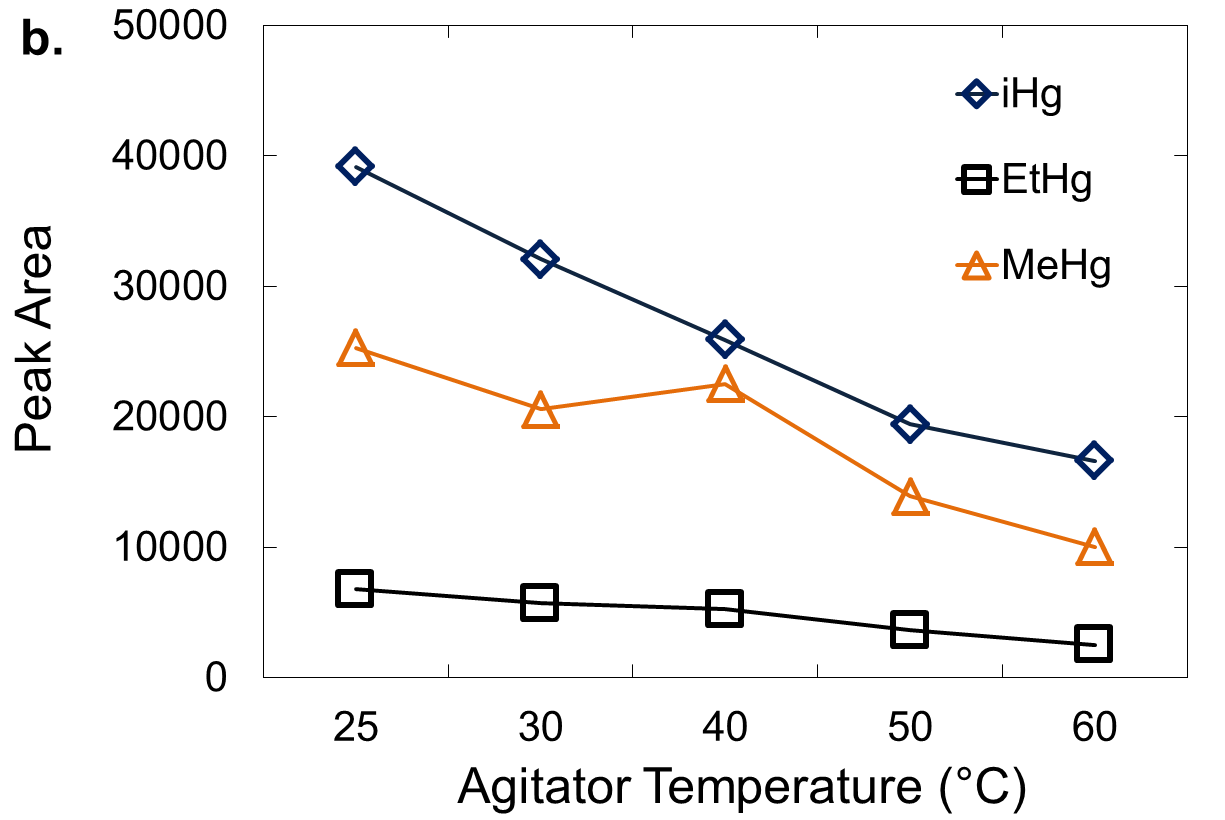 b.
50000
40000
30000
20000
10000
0
Peak Area
iHg
EtHg
MeHg
25 30 40 50 60
Agitator Temperature (°C)